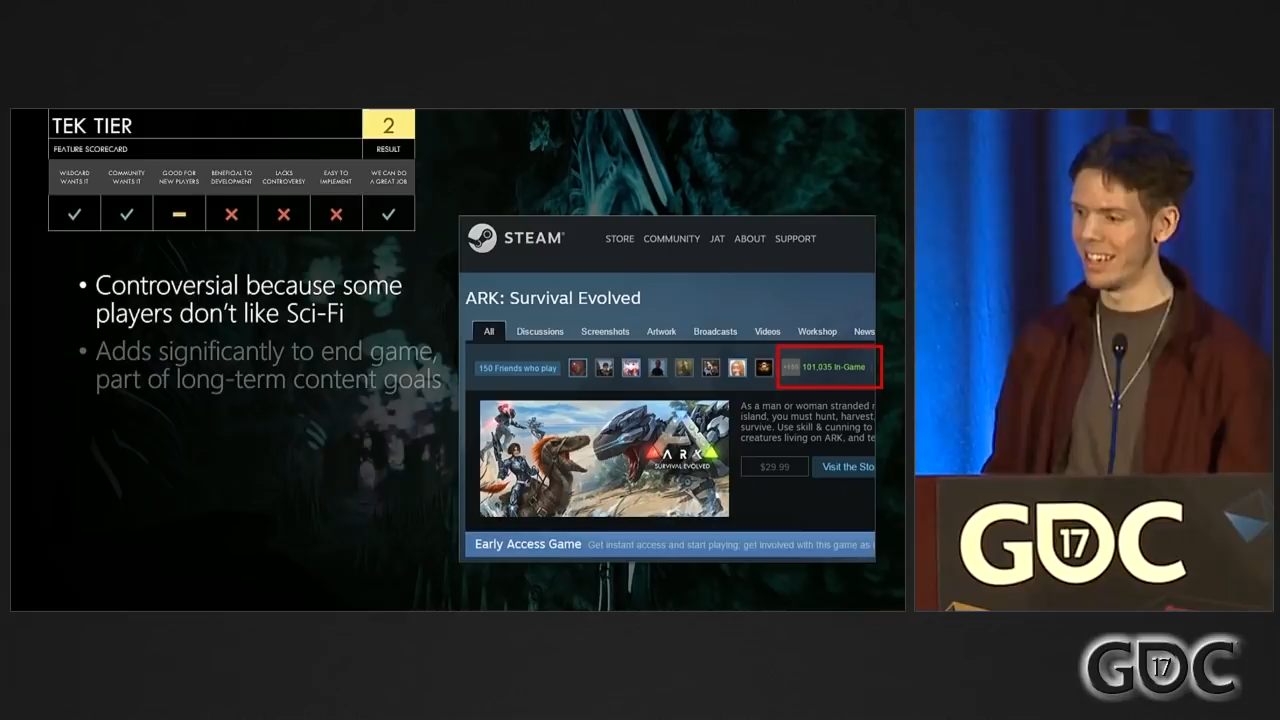 TEK TIER
2
FEATURE SCORECARD
RESULT
WILDCARD WANTS IT
COMMUNITY WANTS IT
GOOD FOR NEW PLAYERS
BENEFICIAL TO DEVELOPMENT
LACKS CONTROVERSY
EASY TO IMPLEMENT
WE CAN DO A GREAT JOB
• Controversial because some
players don't like Sci-Fi
• Adds significantly to end game,
part of long-term content goals
STEAM®
STORE COMMUNITY JAT ABOUT SUPPORT
ARK: Survival Evolved
All Discussions Screenshots Artwork Broadcasts Videos Workshop News
150 Friends who play
101,035 In-Game
ARK
SURVIVAL EVOLVED
As a man or woman stranded
island, you must hunt, harvest,
survive. Use skill & cunning to
creatures living on ARK, and te
$29.99
Visit the Sto
Early Access Game Get instant access and start playing; get involved with this game as
GDC 17
GDC 17